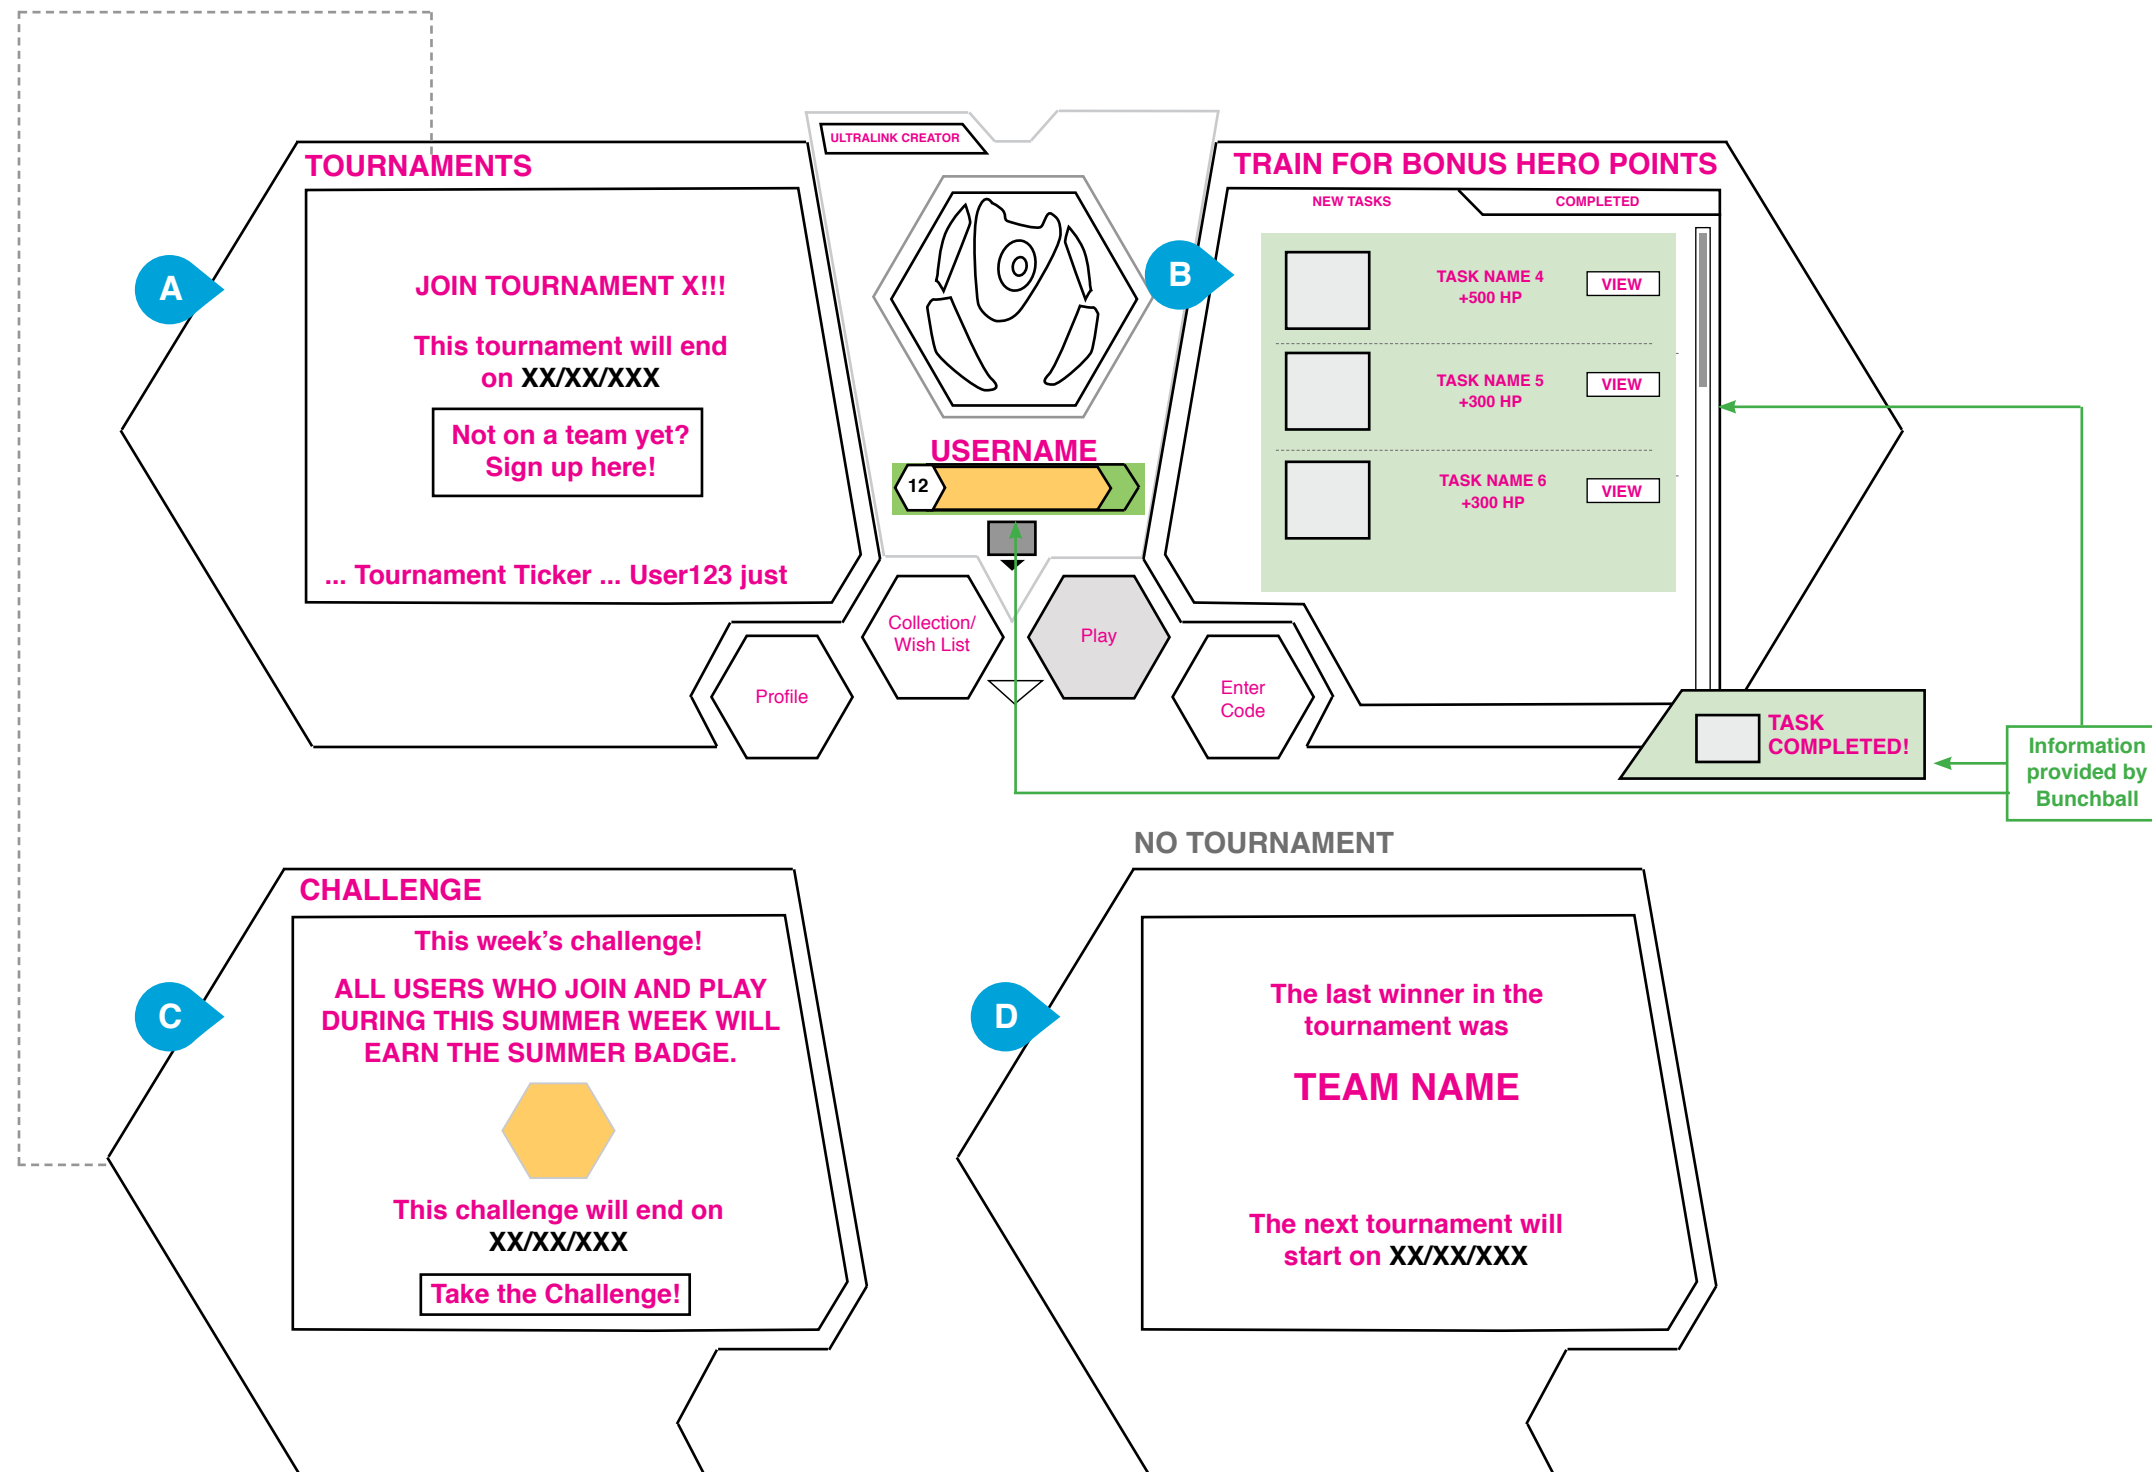 ULTRALINK CREATOR
TOURNAMENTS
A
JOIN TOURNAMENT X!!!
This tournament will end
on XX/XX/XXX
Not on a team yet?
Sign up here!
... Tournament Ticker ... User123 just
USERNAME
12
Profile
Collection/
Wish List
Play
Enter
Code
B
TRAIN FOR BONUS HERO POINTS
NEW TASKS
COMPLETED
TASK NAME 4
+500 HP
VIEW
TASK NAME 5
+300 HP
VIEW
TASK NAME 6
+300 HP
VIEW
TASK
COMPLETED!
Information
provided by
Bunchball
C
CHALLENGE
This week’s challenge!
ALL USERS WHO JOIN AND PLAY
DURING THIS SUMMER WEEK WILL
EARN THE SUMMER BADGE.
This challenge will end on
XX/XX/XXX
Take the Challenge!
NO TOURNAMENT
D
The last winner in the
tournament was
TEAM NAME
The next tournament will
start on XX/XX/XXX